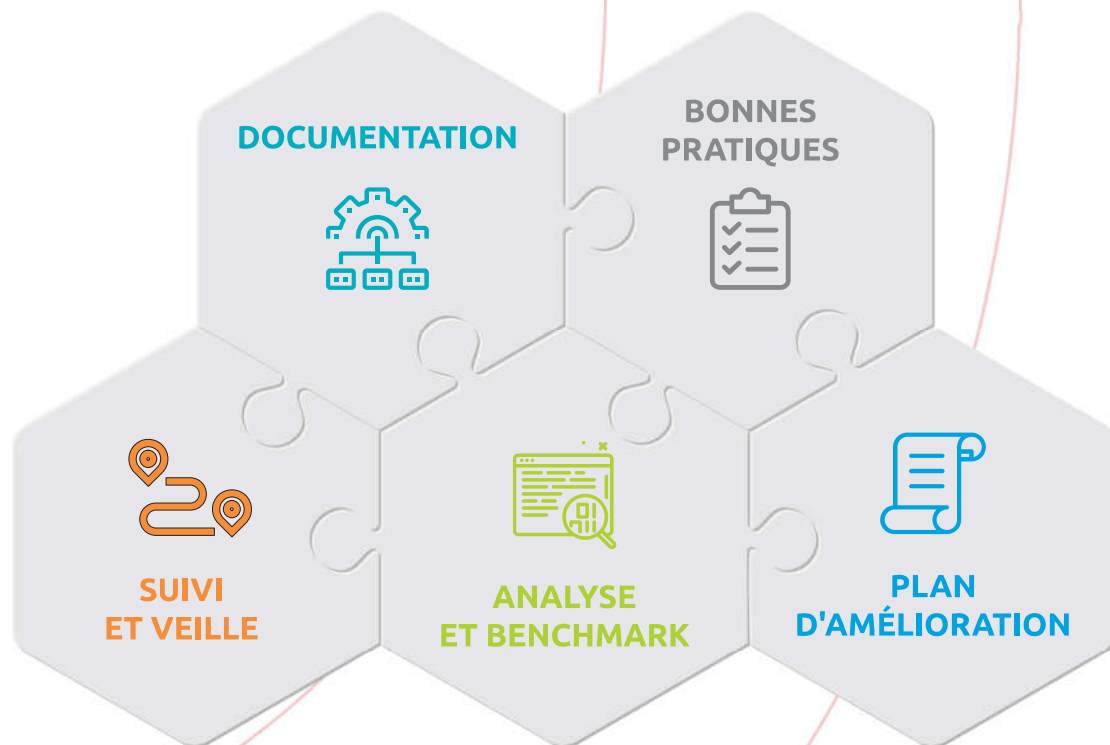 DOCUMENTATION
BONNES
PRATIQUES
SUIVI
ET VEILLE
ANALYSE
ET BENCHMARK
PLAN
D'AMÉLIORATION